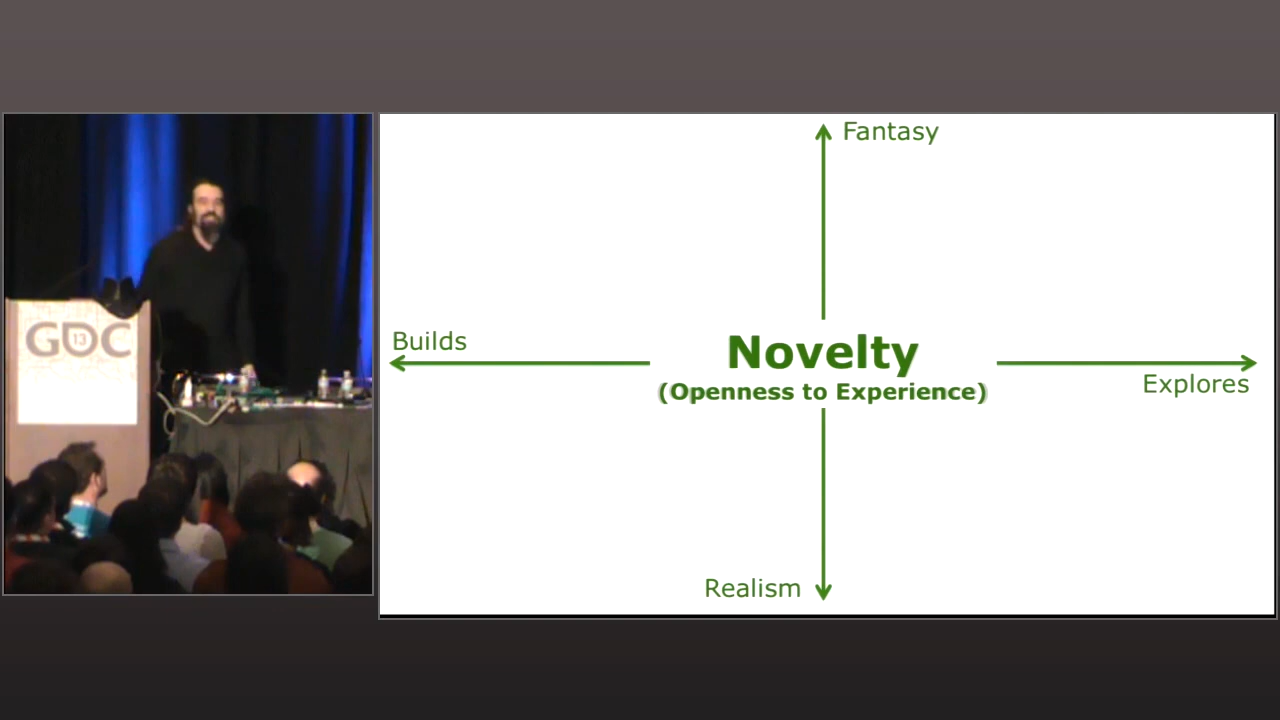 GDC
13
Fantasy
Builds
Novelty
(Openness to Experience)
Explores
Realism